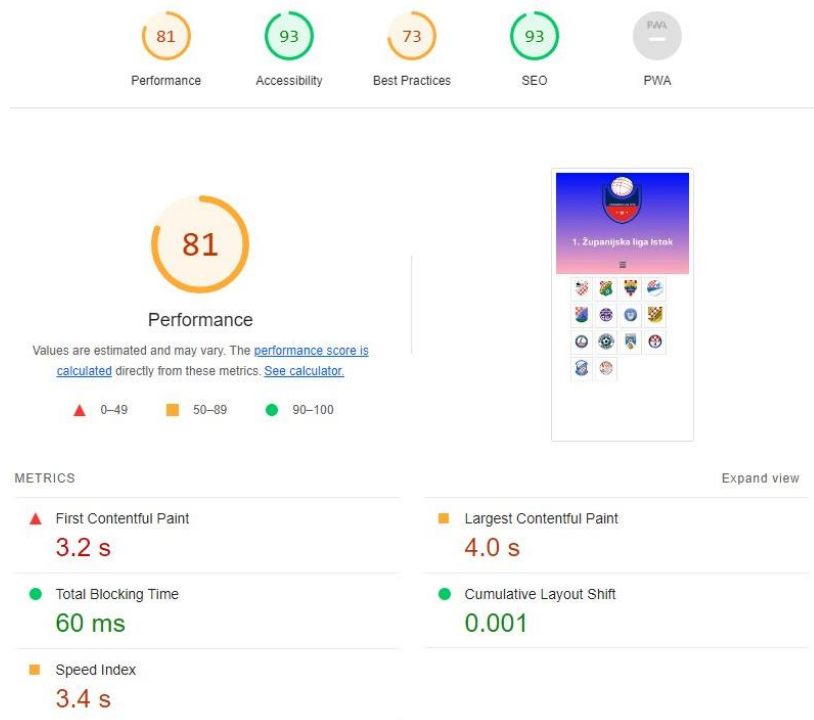 81
93
73
93
PWA
Performance
Accessibility
Best Practices
SEO
PWA
81
Performance
Values are estimated and may vary. The performance score is
calculated directly from these metrics. See calculator.
0–49
50–89
90–100
1. Županijska liga Istok
METRICS
Expand view
First Contentful Paint
3.2 s
Largest Contentful Paint
4.0 s
Total Blocking Time
60 ms
Cumulative Layout Shift
0.001
Speed Index
3.4 s